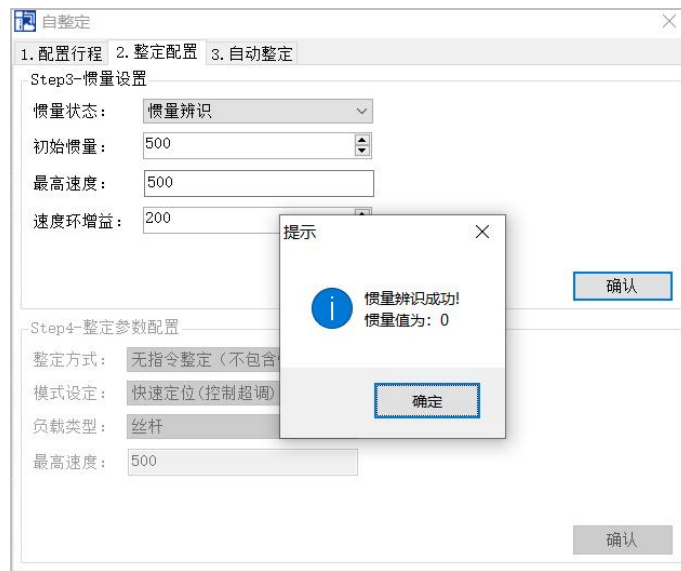 自整定
1.配置行程 2.整定配置 3.自动整定
Step3-惯量设置
惯量状态： 惯量辨识
初始惯量： 500
最高速度： 500
速度环增益： 200
提示
惯量辨识成功!
惯量值为：0
确定
确认
Step4-整定参数配置
整定方式： 无指令整定（不包含
模式设定： 快速定位(控制超调)
负载类型： 丝杆
最高速度： 500
确认